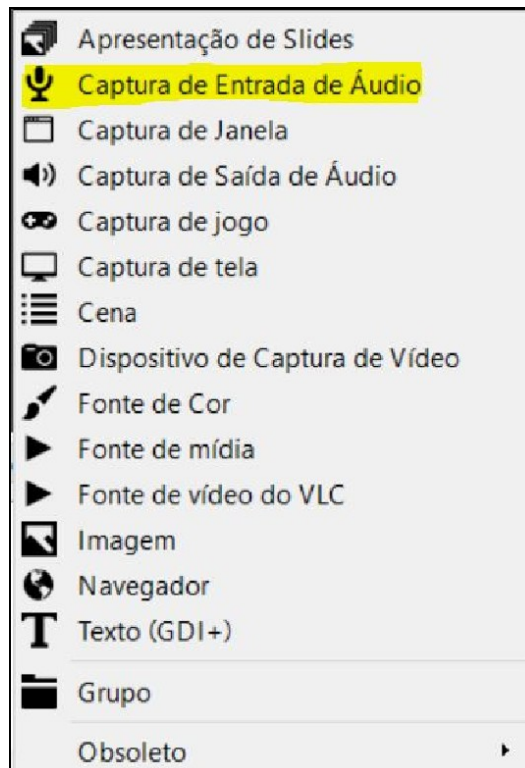 Apresentação de Slides
Captura de Entrada de Áudio
Captura de Janela
Captura de Saída de Áudio
Captura de jogo
Captura de tela
Cena
Dispositivo de Captura de Vídeo
Fonte de Cor
Fonte de mídia
Fonte de vídeo do VLC
Imagem
Navegador
Texto (GDI+)
Grupo
Obsoleto